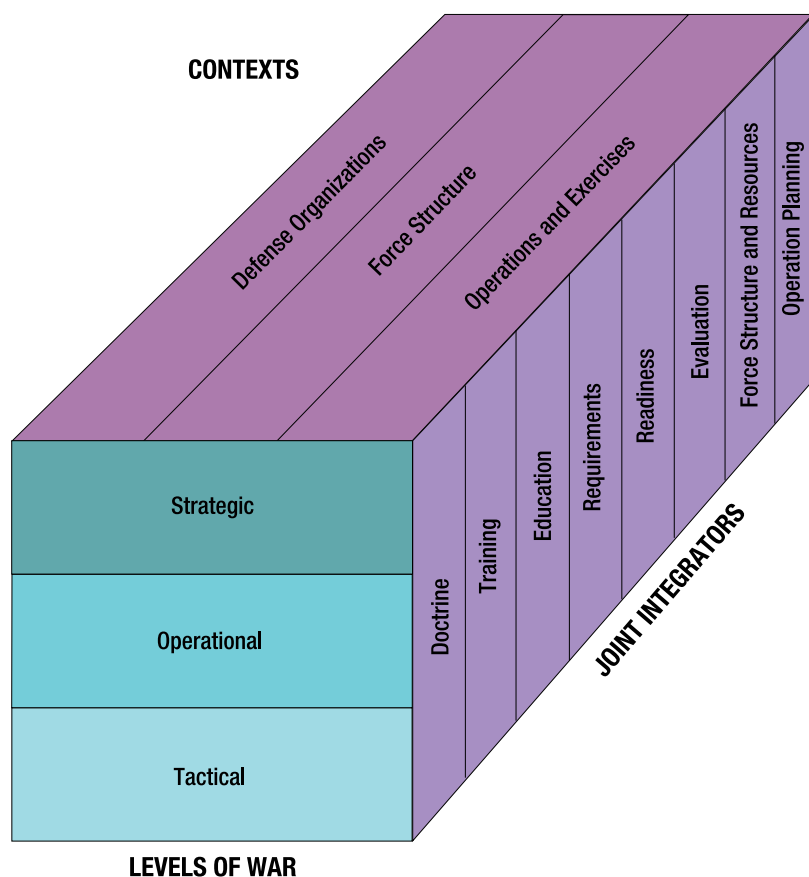 CONTEXTS
Defense Organizations
Force Structure
Operations and Exercises
Strategic
Operational
Tactical
LEVELS OF WAR
Doctrine
Training
Education
Requirements
Readiness
Evaluation
Force Structure and Resources
Operation Planning
JOINT INTEGRATORS